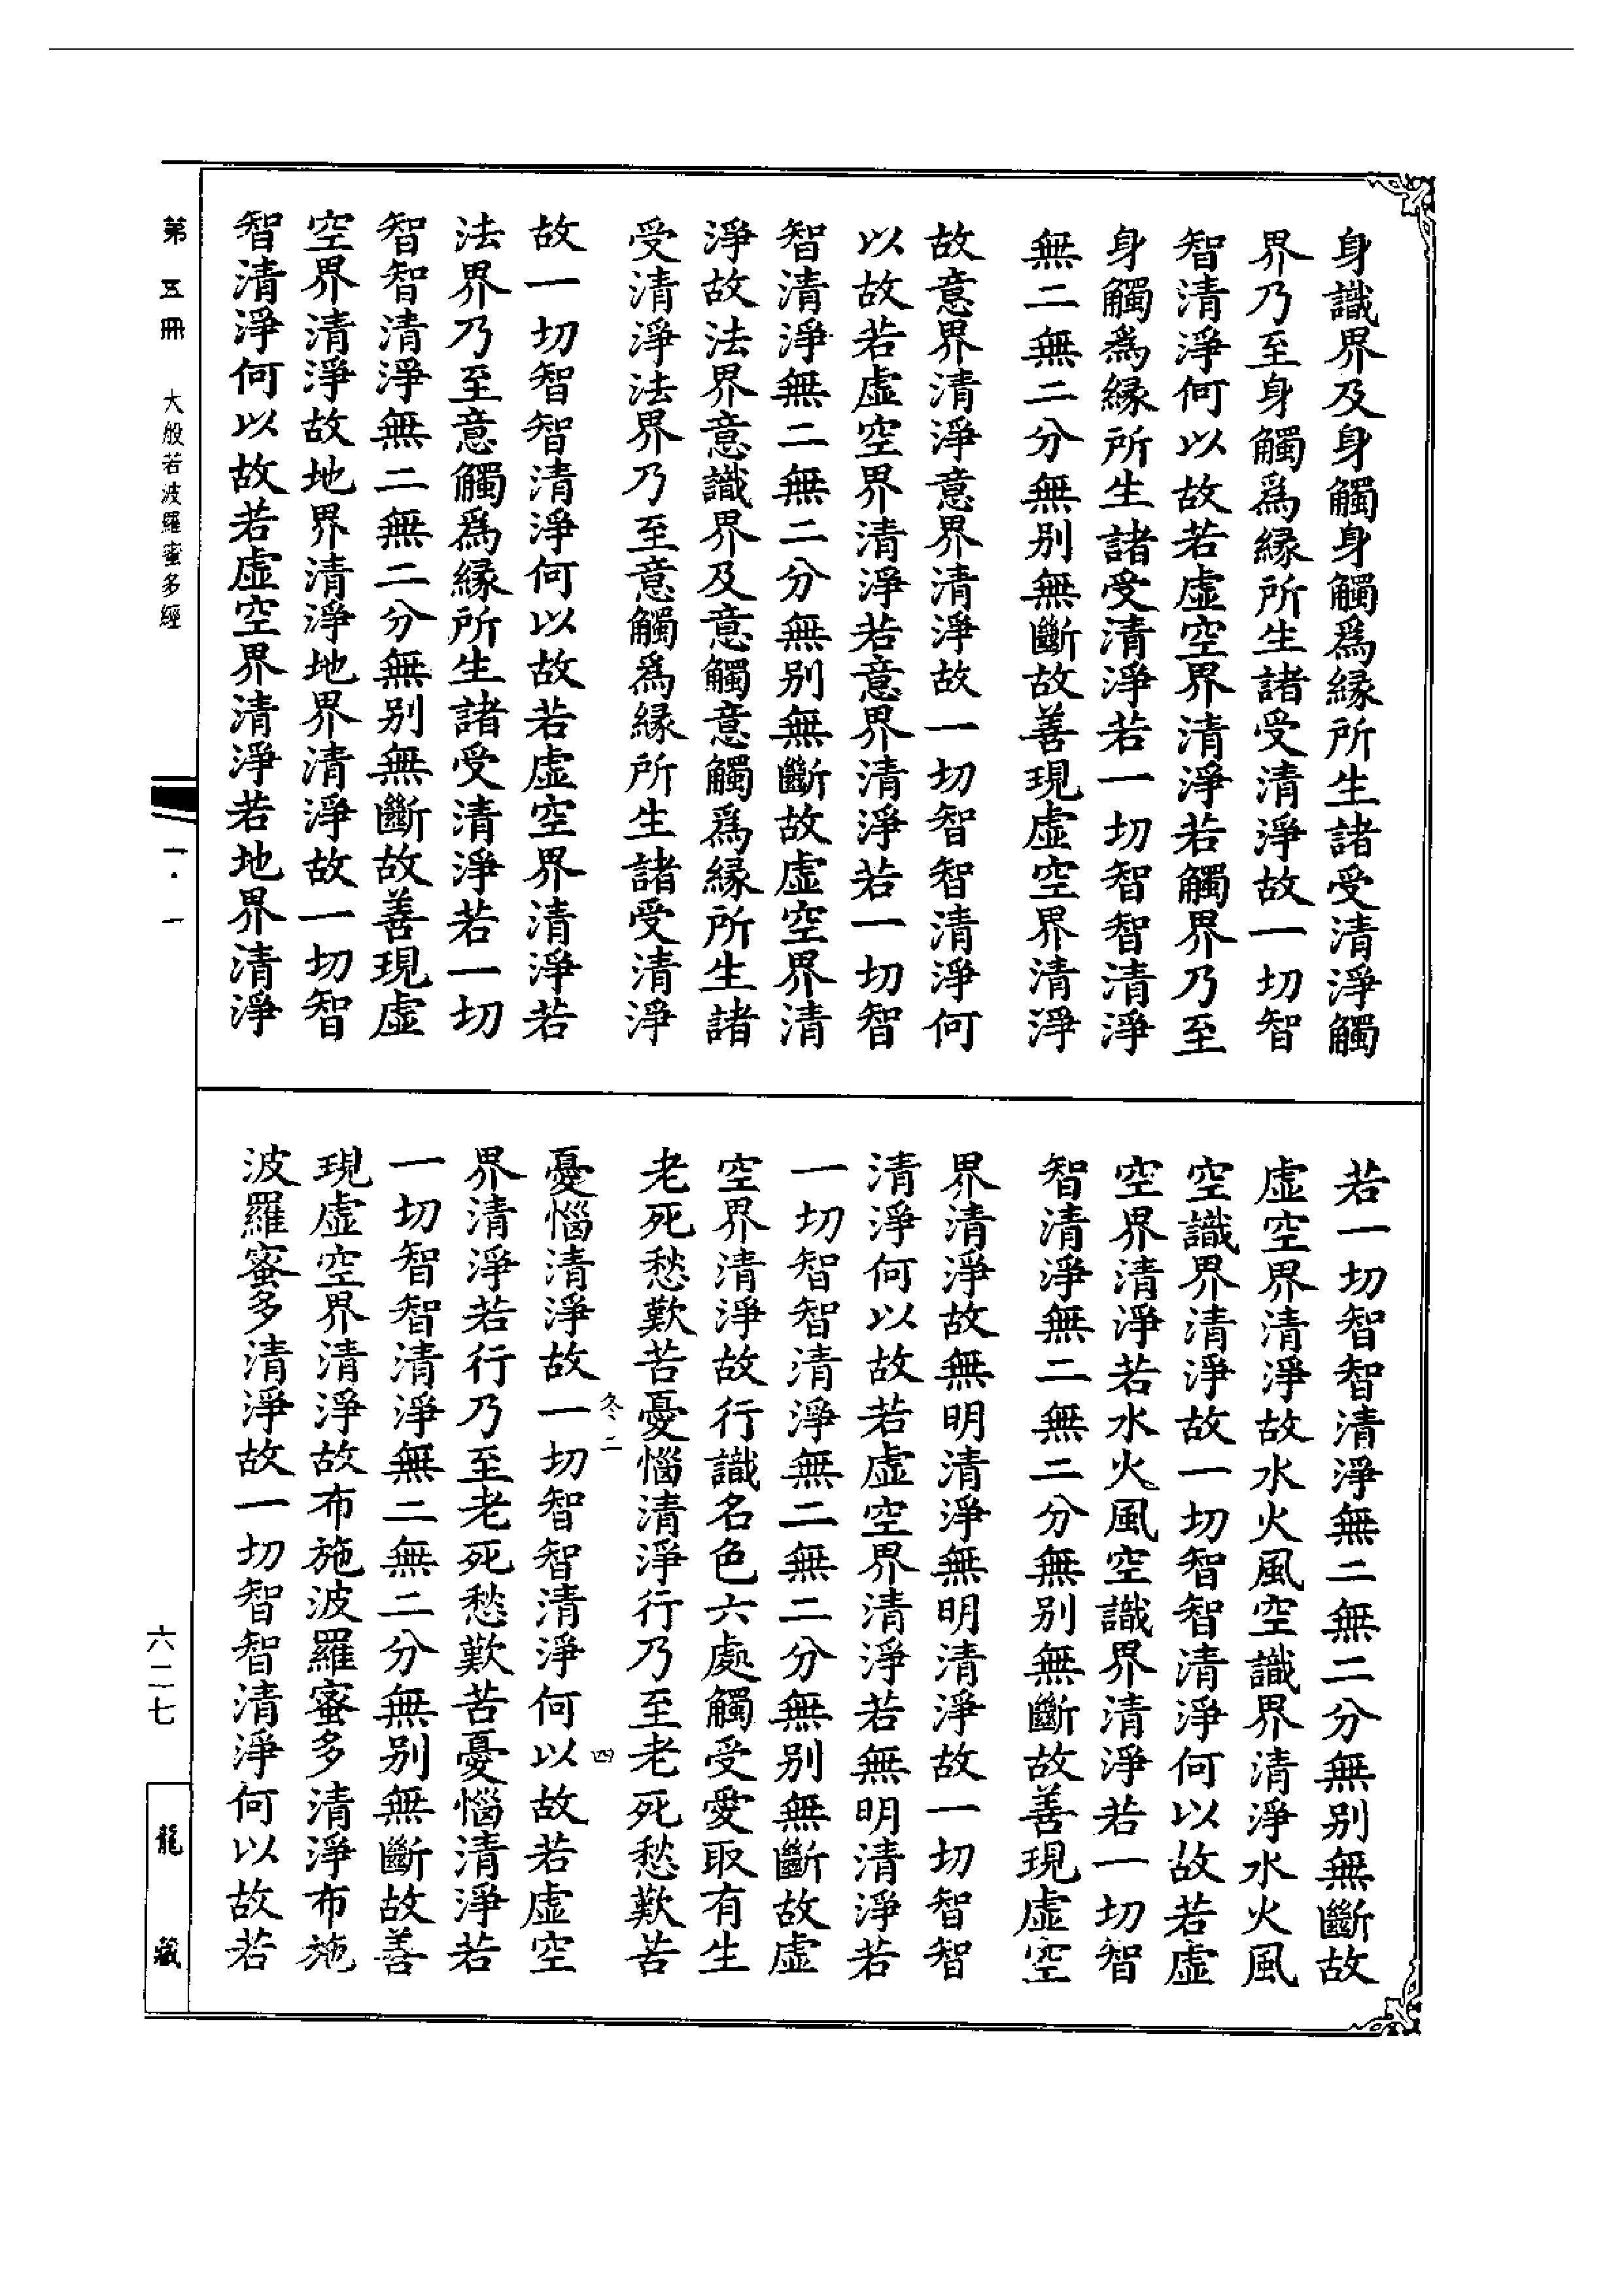 身識界及身觸身觸爲縁所生諸受清淨觸
界乃至身觸爲縁所生諸受清淨故一切智
智清淨何以故若虛空界清淨若觸界乃至
身觸爲縁所生諸受清淨若一切智智清淨
無二無二分無别無斷故善現虛空界清淨
故意界清淨意界清淨故一切智智清淨何
以故若虛空界清淨若意界清淨若一切智
智清淨無二無二分無别無斷故虛空界清
淨故法界意識界及意觸意觸爲縁所生諸
受清淨法界乃至意觸爲縁所生諸受清淨
故一切智智清淨何以故若虛空界清淨若
法界乃至意觸爲縁所生諸受清淨若一切
智智清淨無二無二分無别無斷故善現虛
空界清淨故地界清淨地界清淨故一切智
智清淨何以故若虛空界清淨若地界清淨
若一切智智清淨無二無二分無别無斷故
虛空界清淨故水火風空識界清淨水火風
空識界清淨故一切智智清淨何以故若虛
空界清淨若水火風空識界清淨若一切智
智清淨無二無二分無别無斷故善現虛空
界清淨故無明清淨無明清淨故一切智智
清淨何以故若虛空界清淨若無明清淨若
一切智智清淨無二無二分無别無斷故虛
空界清淨故行識名色六處觸受愛取有生
老死愁歎苦憂惱清淨行乃至老死愁歎苦
冬二 四
憂惱清淨故一切智智清淨何以故若虛空
界清淨若行乃至老死愁歎苦憂惱清淨若
一切智智清淨無二無二分無别無斷故善
現虛空界清淨故布施波羅蜜多清淨布施
波羅蜜多清淨故一切智智清淨何以故若
第五冊 大般若波羅蜜多經 一·一
六二七 龍藏